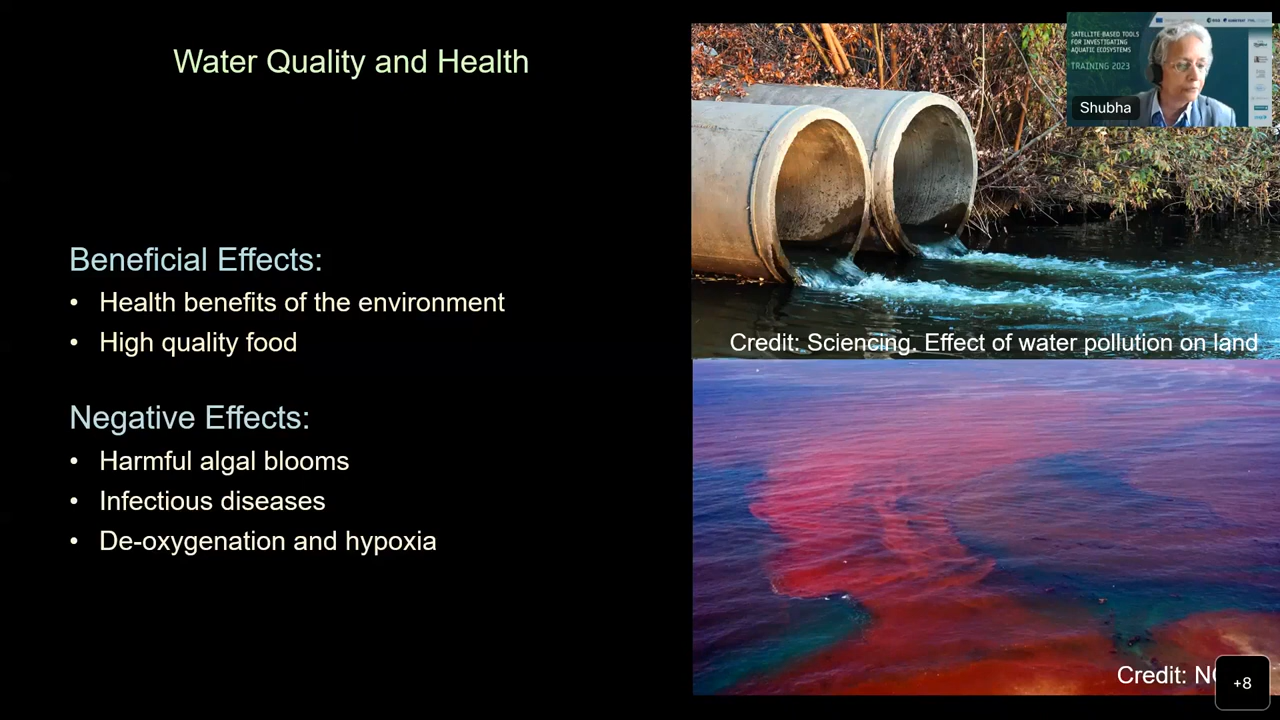 Water Quality and Health
SATELLITE-BASED TOOLS
FOR INVESTIGATING
AQUATIC ECOSYSTEMS
TRAINING 2023
Shubha
Beneficial Effects:
• Health benefits of the environment
• High quality food
Credit: Sciencing. Effect of water pollution on land
Negative Effects:
• Harmful algal blooms
• Infectious diseases
• De-oxygenation and hypoxia
Credit:
+8